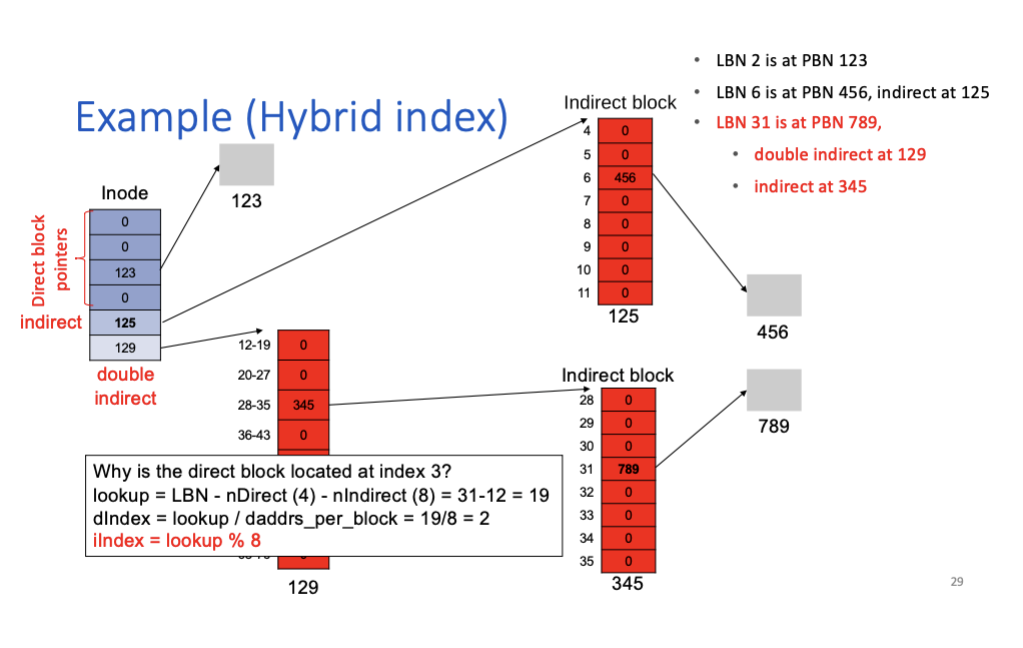 Example (Hybrid index)
• LBN 2 is at PBN 123
• LBN 6 is at PBN 456, indirect at 125
• LBN 31 is at PBN 789,
• double indirect at 129
• indirect at 345
Inode
Direct block
pointers
0
0
123
0
indirect
125
129
double
indirect
123
Indirect block
4 0
5 0
6 456
7 0
8 0
9 0
10 0
11 0
125
456
12-19 0
20-27 0
28-35 345
36-43 0
129
Indirect block
28 0
29 0
30 0
31 789
32 0
33 0
34 0
35 0
345
789
Why is the direct block located at index 3?
lookup = LBN - nDirect (4) - nIndirect (8) = 31-12 = 19
dIndex = lookup / daddrs_per_block = 19/8 = 2
iIndex = lookup % 8
29